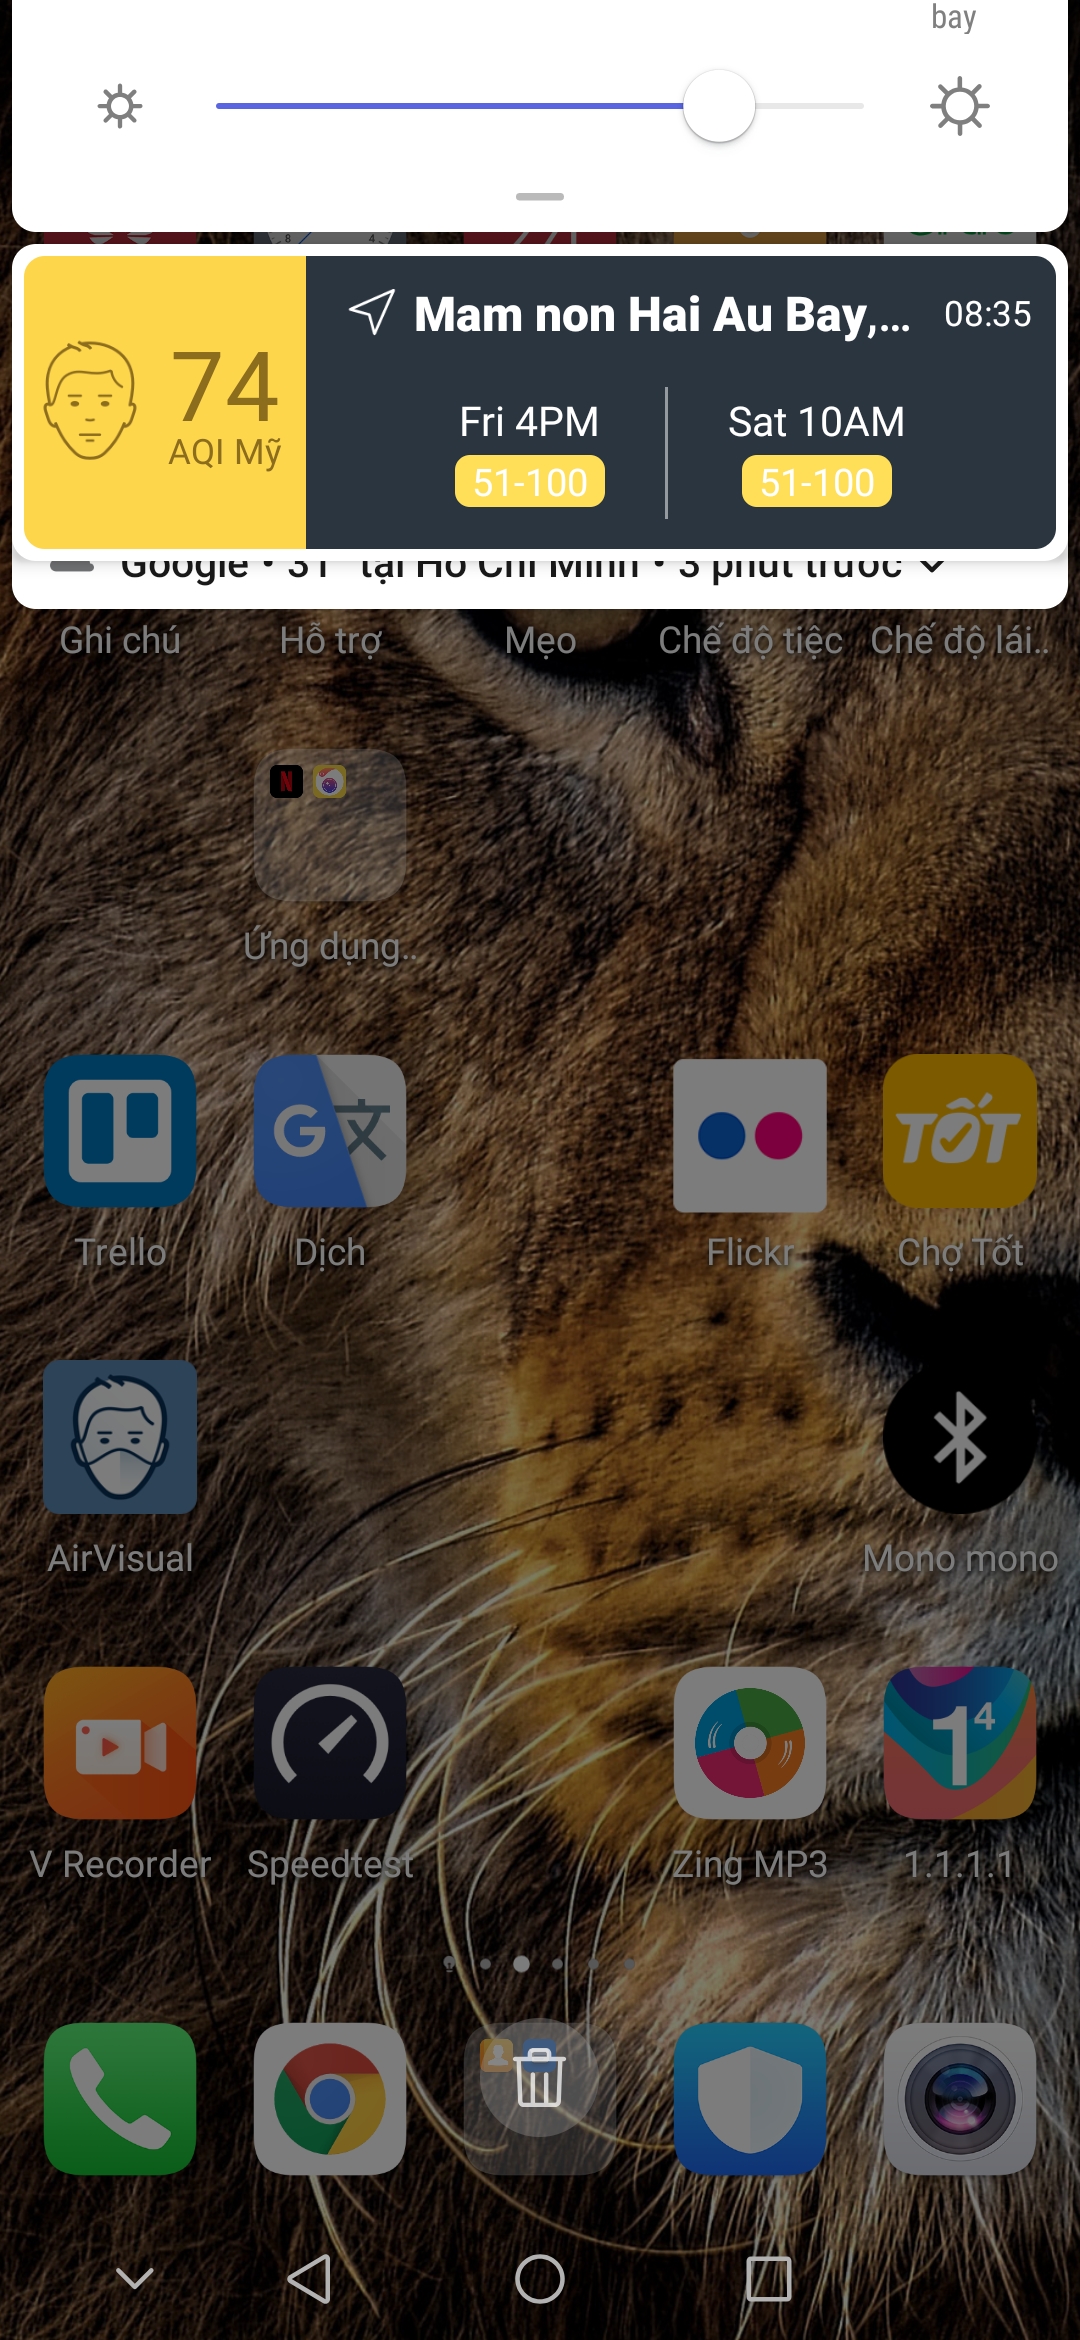 bay
Mam non Hai Au Bay,...
08:35
74
AQI Mỹ
Fri 4PM
Sat 10AM
51-100
51-100
Google • 31° tại Hồ Chí Minh • 3 phút trước
Ghi chú
Hỗ trợ
Mẹo
Chế độ tiệc
Chế độ lái..
Ứng dụng..
G文
TỐT
Trello
Dịch
Flickr
Chợ Tốt
AirVisual
Mono mono
1⁴
V Recorder
Speedtest
Zing MP3
1.1.1.1